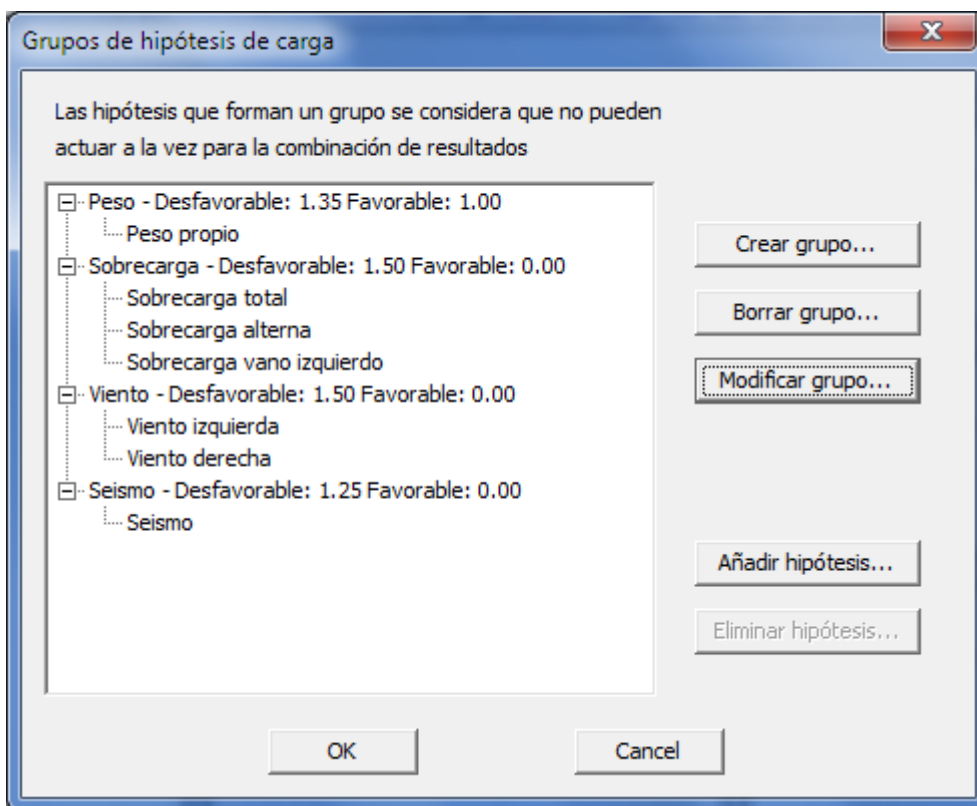 Grupos de hipótesis de carga
Las hipótesis que forman un grupo se considera que no pueden
actuar a la vez para la combinación de resultados
Peso - Desfavorable: 1.35 Favorable: 1.00
Peso propio
Sobrecarga - Desfavorable: 1.50 Favorable: 0.00
Sobrecarga total
Sobrecarga alterna
Sobrecarga vano izquierdo
Viento - Desfavorable: 1.50 Favorable: 0.00
Viento izquierda
Viento derecha
Seismo - Desfavorable: 1.25 Favorable: 0.00
Seismo
Crear grupo...
Borrar grupo...
Modificar grupo...
Añadir hipótesis...
Eliminar hipótesis...
OK
Cancel